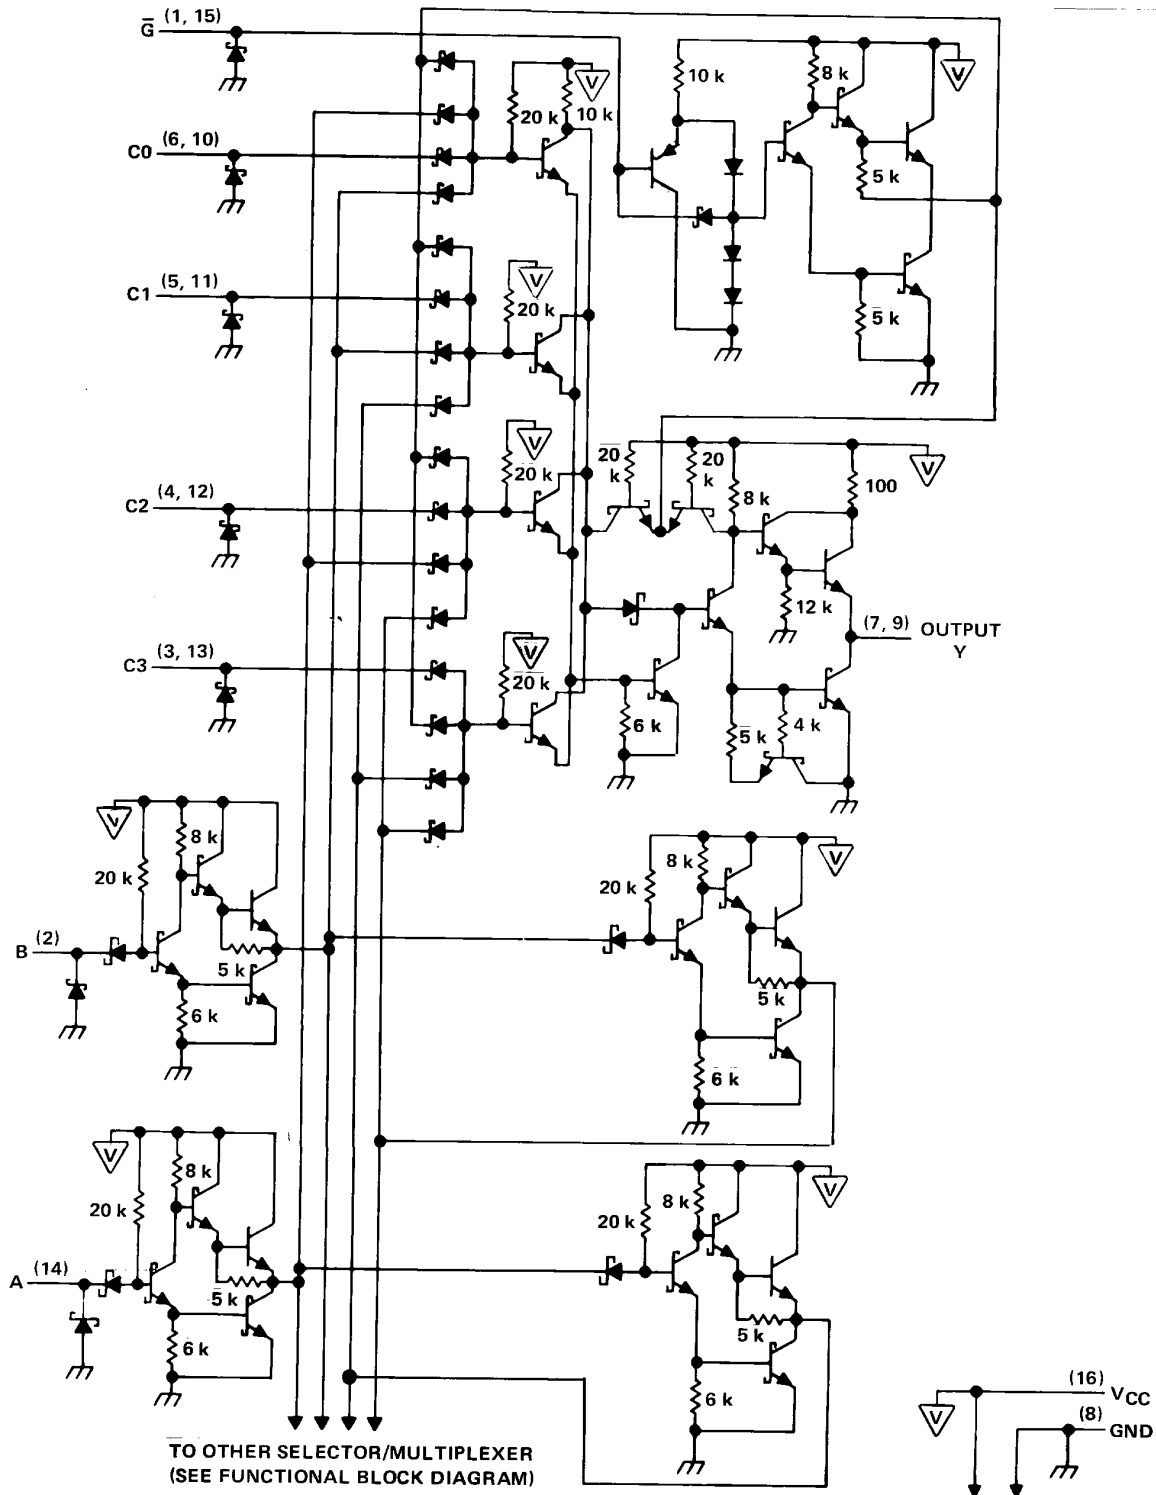 G̅ (1, 15)
V
20 k
10 k
10 k
8 k
V
5 k
C0 (6, 10)
C1 (5, 11)
V
20 k
5 k
V
20 k
20 k
20 k
8 k
V
100
C2 (4, 12)
12 k
(7, 9) OUTPUT Y
C3 (3, 13)
V
20 k
6 k
5 k
4 k
V
8 k
20 k
B (2)
5 k
6 k
V
8 k
20 k
5 k
6 k
V
8 k
20 k
A (14)
5 k
6 k
V
8 k
20 k
5 k
6 k
TO OTHER SELECTOR/MULTIPLEXER
(SEE FUNCTIONAL BLOCK DIAGRAM)
V
(16) VCC
(8) GND